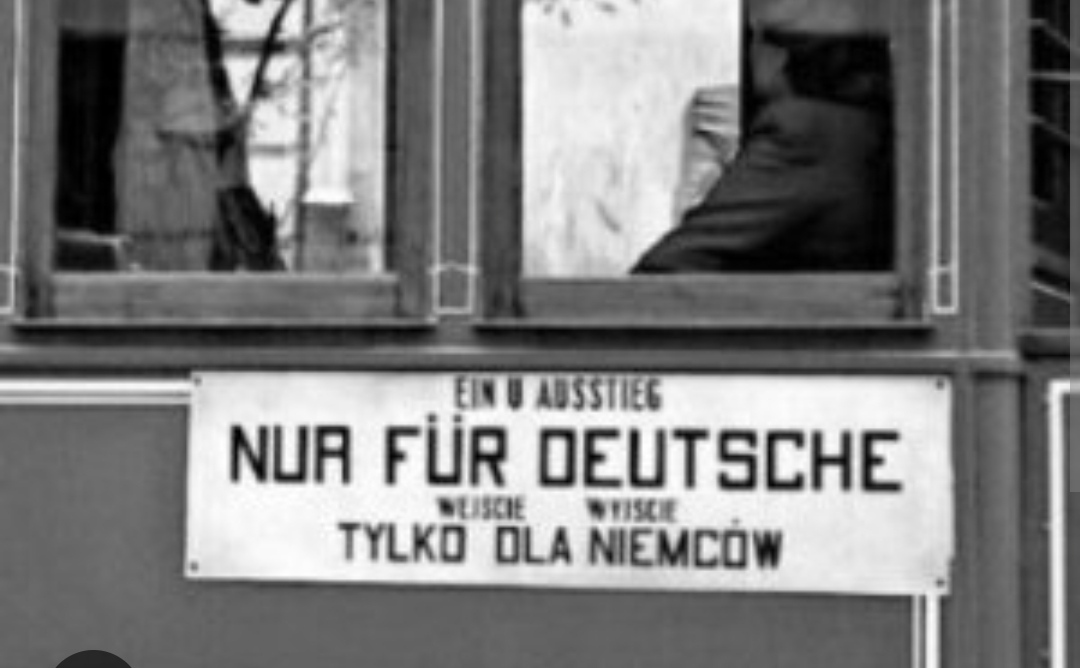 EIN U AUSSTIEG
NUR FÜR DEUTSCHE
WEJSCIE WYJSCIE
TYLKO DLA NIEMCÓW